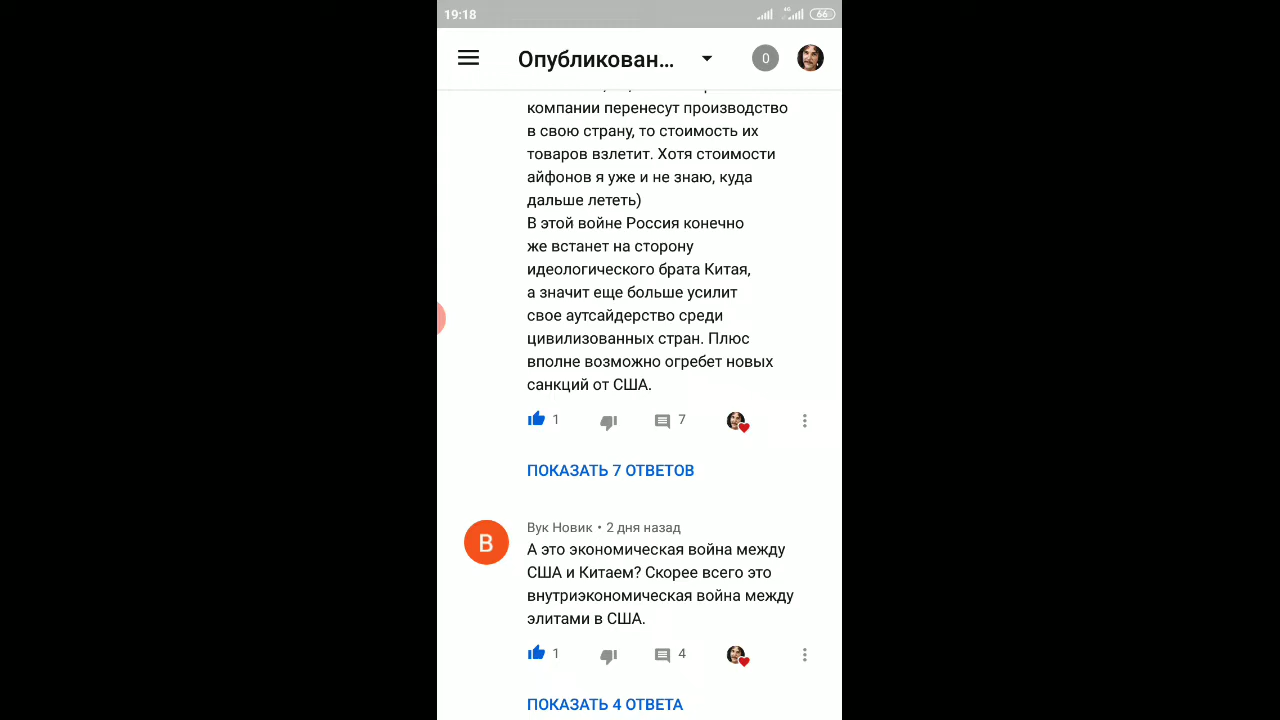 19:18
4G
66
Опубликован...
0
компании перенесут производство
в свою страну, то стоимость их
товаров взлетит. Хотя стоимости
айфонов я уже и не знаю, куда
дальше лететь)
В этой войне Россия конечно
же встанет на сторону
идеологического брата Китая,
а значит еще больше усилит
свое аутсайдерство среди
цивилизованных стран. Плюс
вполне возможно огребет новых
санкций от США.
1
7
ПОКАЗАТЬ 7 ОТВЕТОВ
В
Вук Новик • 2 дня назад
А это экономическая война между
США и Китаем? Скорее всего это
внутриэкономическая война между
элитами в США.
1
4
ПОКАЗАТЬ 4 ОТВЕТА